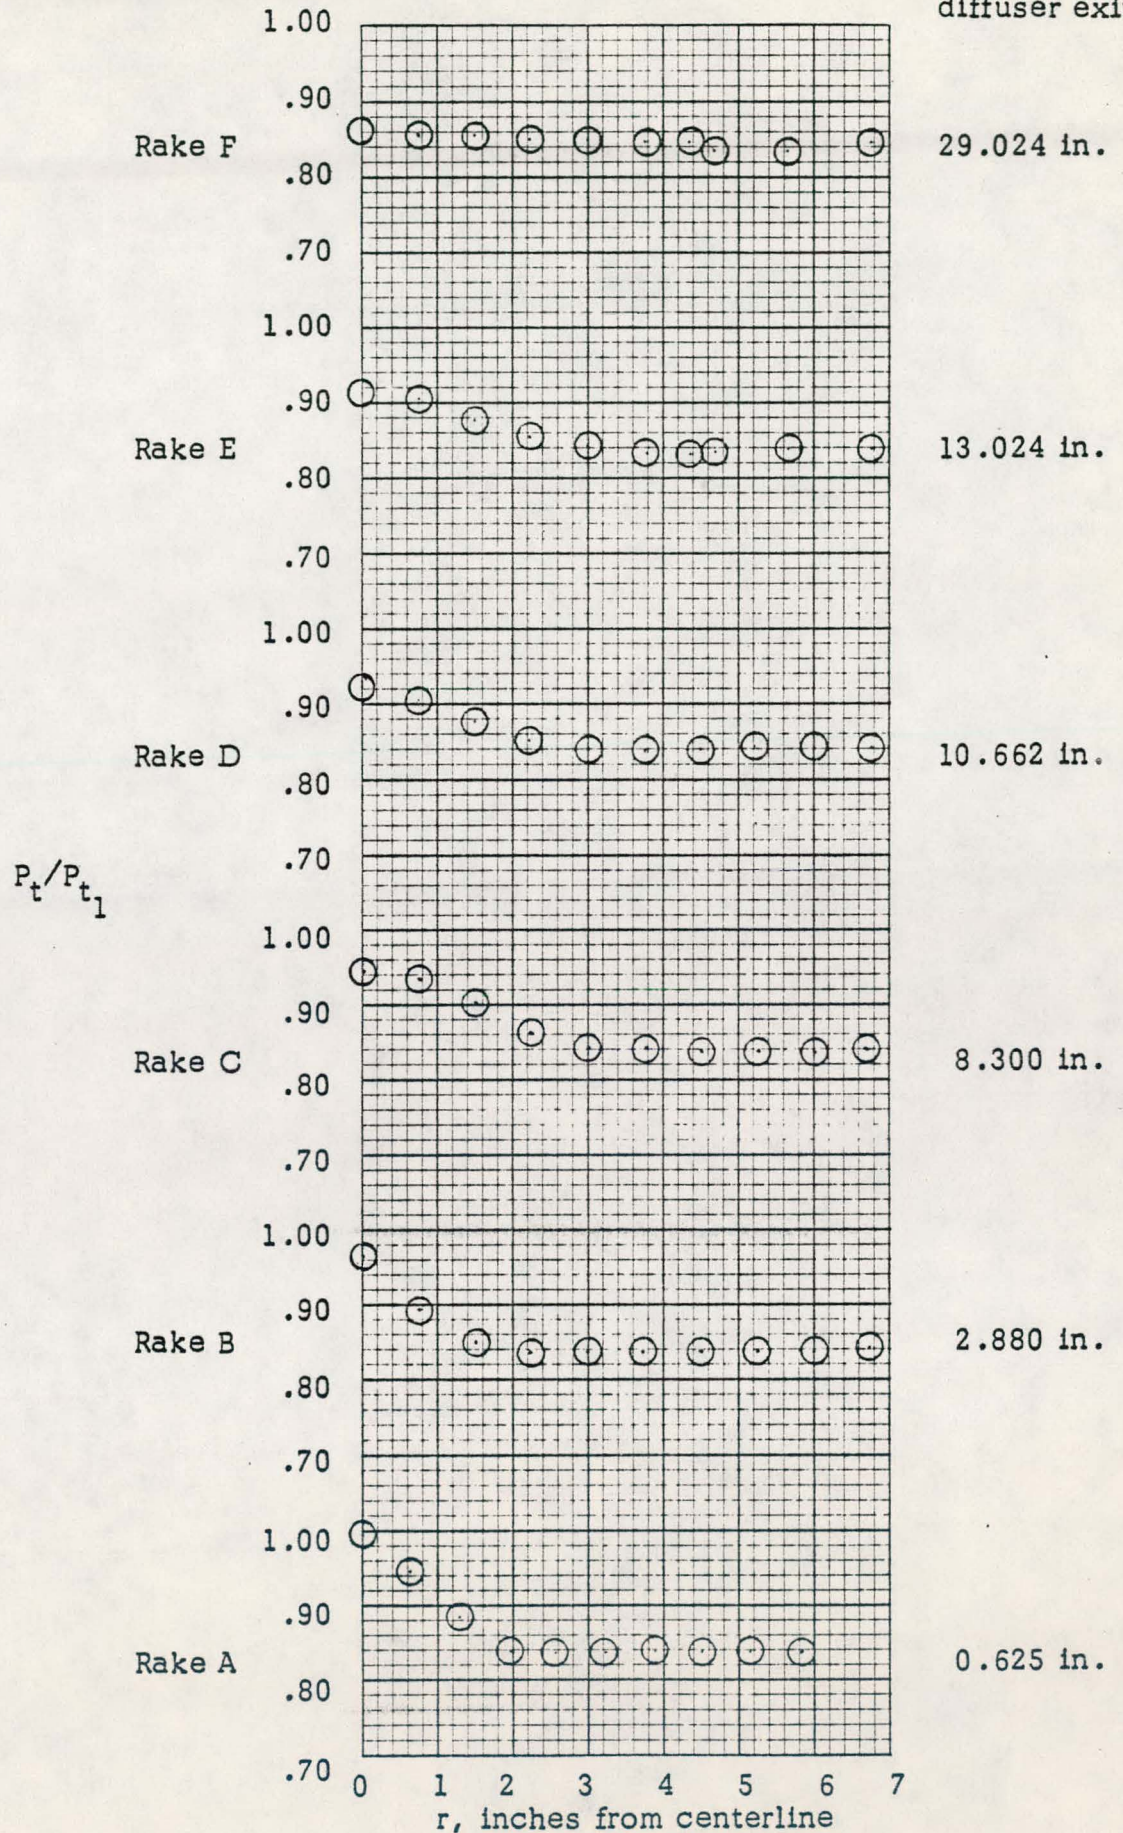 diffuser exi
1.00
.90
Rake F
29.024 in.
.80
.70
1.00
.90
Rake E
13.024 in.
.80
.70
1.00
.90
Rake D
10.662 in.
.80
.70
Pt/Pt1
1.00
.90
Rake C
8.300 in.
.80
.70
1.00
.90
Rake B
2.880 in.
.80
.70
1.00
.90
Rake A
0.625 in.
.80
.70
0 1 2 3 4 5 6 7
r, inches from centerline